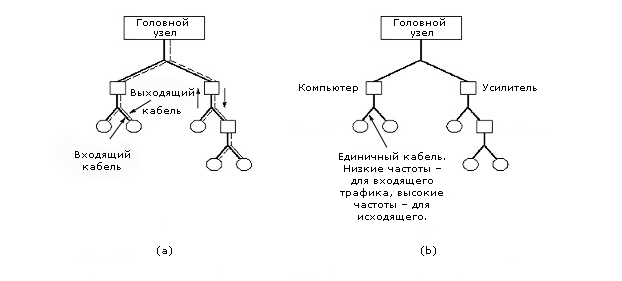 Головной
узел
Выходящий
кабель
Входящий
кабель
(a)
Головной
узел
Компьютер
Усилитель
Единичный кабель.
Низкие частоты –
для входящего
трафика, высокие
частоты – для
исходящего.
(b)